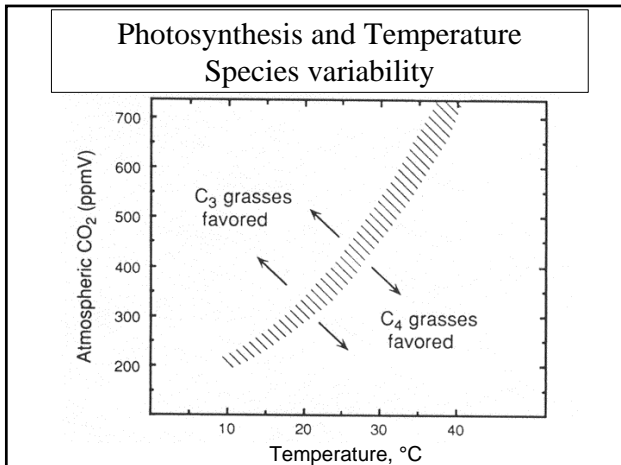 Photosynthesis and Temperature
Species variability
Atmospheric CO₂ (ppmV)
700
600
500
400
300
200
C₃ grasses
favored
C₄ grasses
favored
10
20
30
40
Temperature, °C